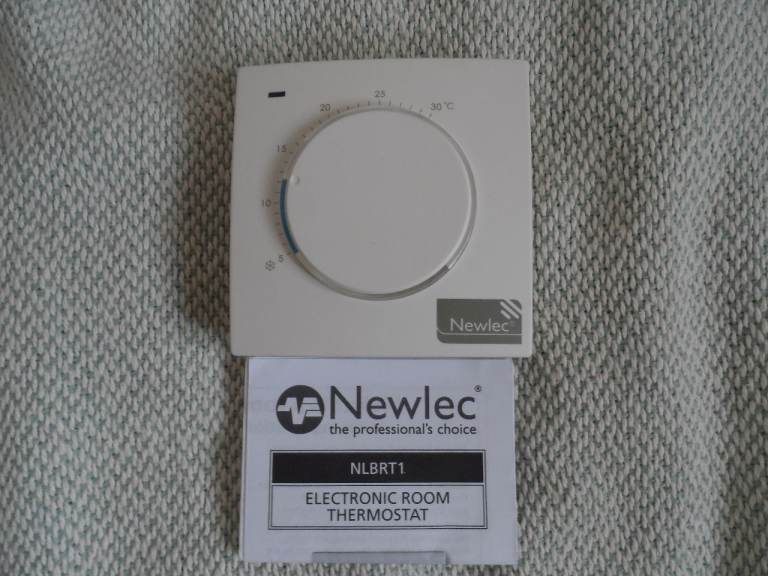 25
20
30 °C
15
10
5
Newlec®
Newlec®
the professional's choice
NLBRT1
ELECTRONIC ROOM
THERMOSTAT